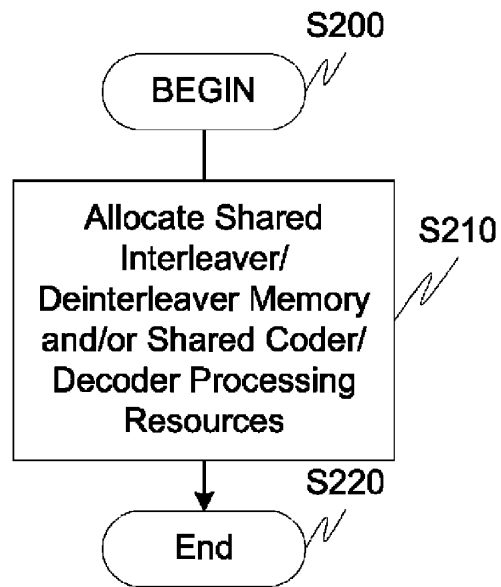 S200
BEGIN
Allocate Shared
Interleaver/
Deinterleaver Memory
and/or Shared Coder/
Decoder Processing
Resources
S210
S220
End